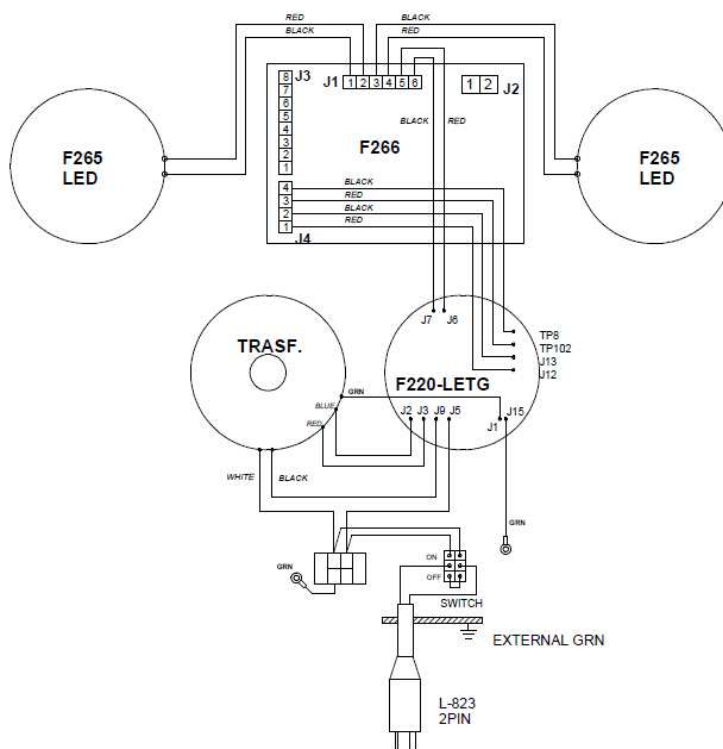 RED
BLACK
BLACK
RED
J3
J1
J2
8
7
6
5
4
3
2
1
1 2 3 4 5 6
1 2
BLACK RED
F266
F265
LED
F265
LED
4
3
2
1
J4
BLACK
RED
BLACK
RED
J7 J6
TP8
TP102
J13
J12
TRASF.
F220-LETG
GRN
BLUE
RED
J2 J3 J9 J5
J1 J15
WHITE
BLACK
GRN
GRN
ON
OFF
SWITCH
EXTERNAL GRN
L-823
2PIN